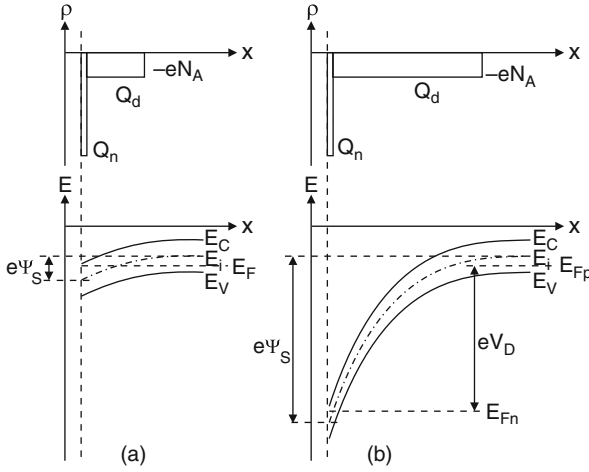 ρ
x
−eN_A
Q_d
Q_n
E
x
E_C
E_i
E_F
E_V
eΨ_S
(a)
ρ
x
−eN_A
Q_d
Q_n
E
x
E_C
E_i
E_Fp
E_V
eΨ_S
eV_D
E_Fn
(b)